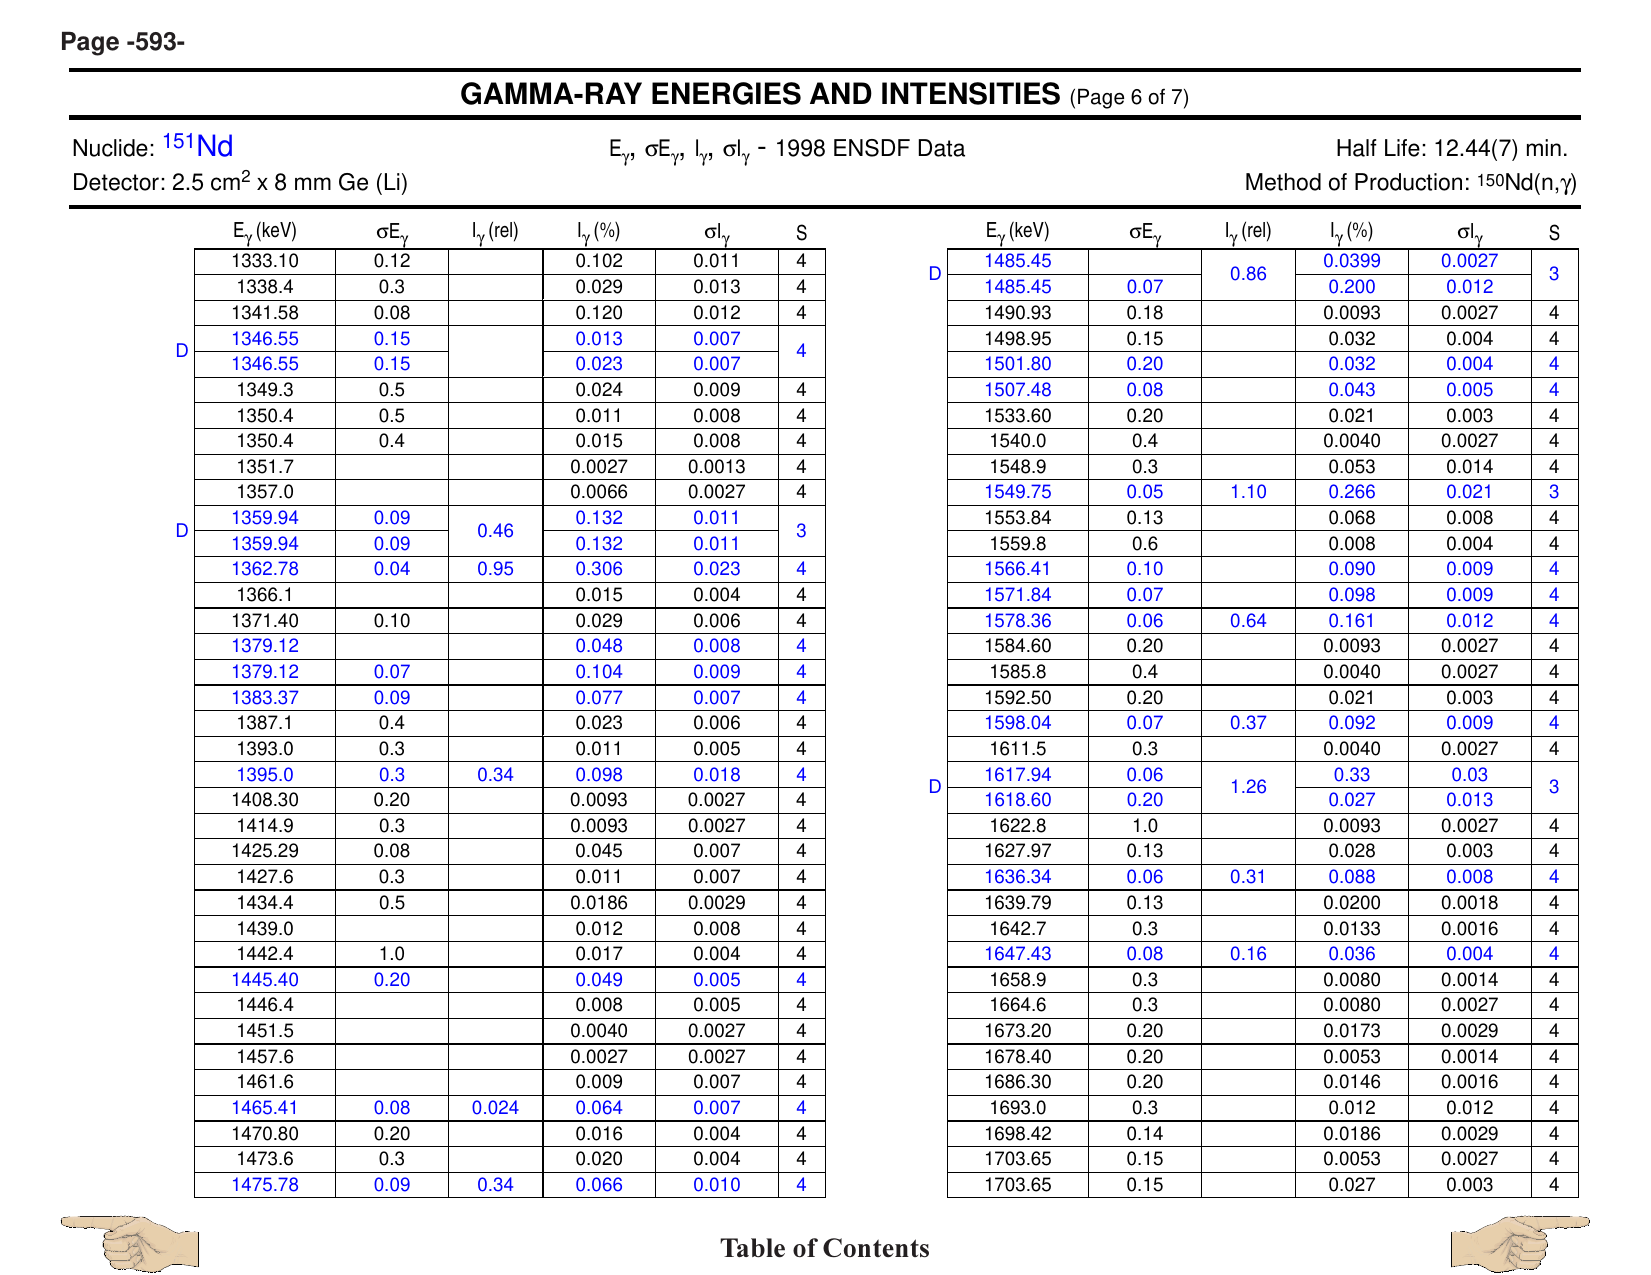 Page -593-
GAMMA-RAY ENERGIES AND INTENSITIES (Page 6 of 7)
Nuclide: 151Nd Eγ, σEγ, Iγ, σIγ - 1998 ENSDF Data Half Life: 12.44(7) min.
Detector: 2.5 cm2 x 8 mm Ge (Li) Method of Production: 150Nd(n,γ)
Eγ (keV) σEγ Iγ (rel) Iγ (%) σIγ S
1333.10 0.12 0.102 0.011 4
1338.4 0.3 0.029 0.013 4
1341.58 0.08 0.120 0.012 4
1346.55 0.15 0.013 0.007
D 4
1346.55 0.15 0.023 0.007
1349.3 0.5 0.024 0.009 4
1350.4 0.5 0.011 0.008 4
1350.4 0.4 0.015 0.008 4
1351.7 0.0027 0.0013 4
1357.0 0.0066 0.0027 4
1359.94 0.09 0.132 0.011
D 0.46 3
1359.94 0.09 0.132 0.011
1362.78 0.04 0.95 0.306 0.023 4
1366.1 0.015 0.004 4
1371.40 0.10 0.029 0.006 4
1379.12 0.048 0.008 4
1379.12 0.07 0.104 0.009 4
1383.37 0.09 0.077 0.007 4
1387.1 0.4 0.023 0.006 4
1393.0 0.3 0.011 0.005 4
1395.0 0.3 0.34 0.098 0.018 4
1408.30 0.20 0.0093 0.0027 4
1414.9 0.3 0.0093 0.0027 4
1425.29 0.08 0.045 0.007 4
1427.6 0.3 0.011 0.007 4
1434.4 0.5 0.0186 0.0029 4
1439.0 0.012 0.008 4
1442.4 1.0 0.017 0.004 4
1445.40 0.20 0.049 0.005 4
1446.4 0.008 0.005 4
1451.5 0.0040 0.0027 4
1457.6 0.0027 0.0027 4
1461.6 0.009 0.007 4
1465.41 0.08 0.024 0.064 0.007 4
1470.80 0.20 0.016 0.004 4
1473.6 0.3 0.020 0.004 4
1475.78 0.09 0.34 0.066 0.010 4
Eγ (keV) σEγ Iγ (rel) Iγ (%) σIγ S
1485.45 0.0399 0.0027
D 0.86 3
1485.45 0.07 0.200 0.012
1490.93 0.18 0.0093 0.0027 4
1498.95 0.15 0.032 0.004 4
1501.80 0.20 0.032 0.004 4
1507.48 0.08 0.043 0.005 4
1533.60 0.20 0.021 0.003 4
1540.0 0.4 0.0040 0.0027 4
1548.9 0.3 0.053 0.014 4
1549.75 0.05 1.10 0.266 0.021 3
1553.84 0.13 0.068 0.008 4
1559.8 0.6 0.008 0.004 4
1566.41 0.10 0.090 0.009 4
1571.84 0.07 0.098 0.009 4
1578.36 0.06 0.64 0.161 0.012 4
1584.60 0.20 0.0093 0.0027 4
1585.8 0.4 0.0040 0.0027 4
1592.50 0.20 0.021 0.003 4
1598.04 0.07 0.37 0.092 0.009 4
1611.5 0.3 0.0040 0.0027 4
1617.94 0.06 0.33 0.03
D 1.26 3
1618.60 0.20 0.027 0.013
1622.8 1.0 0.0093 0.0027 4
1627.97 0.13 0.028 0.003 4
1636.34 0.06 0.31 0.088 0.008 4
1639.79 0.13 0.0200 0.0018 4
1642.7 0.3 0.0133 0.0016 4
1647.43 0.08 0.16 0.036 0.004 4
1658.9 0.3 0.0080 0.0014 4
1664.6 0.3 0.0080 0.0027 4
1673.20 0.20 0.0173 0.0029 4
1678.40 0.20 0.0053 0.0014 4
1686.30 0.20 0.0146 0.0016 4
1693.0 0.3 0.012 0.012 4
1698.42 0.14 0.0186 0.0029 4
1703.65 0.15 0.0053 0.0027 4
1703.65 0.15 0.027 0.003 4
Table of Contents